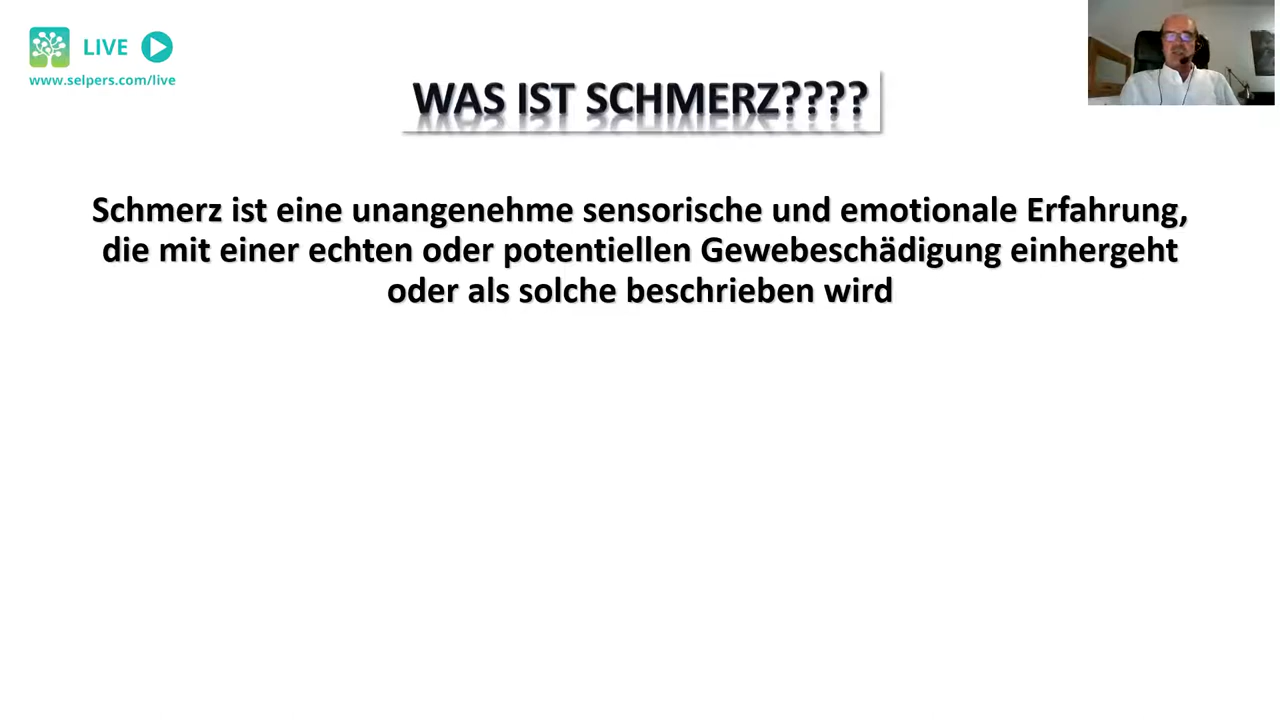 LIVE
www.selpers.com/live
WAS IST SCHMERZ????
Schmerz ist eine unangenehme sensorische und emotionale Erfahrung,
die mit einer echten oder potentiellen Gewebeschädigung einhergeht
oder als solche beschrieben wird